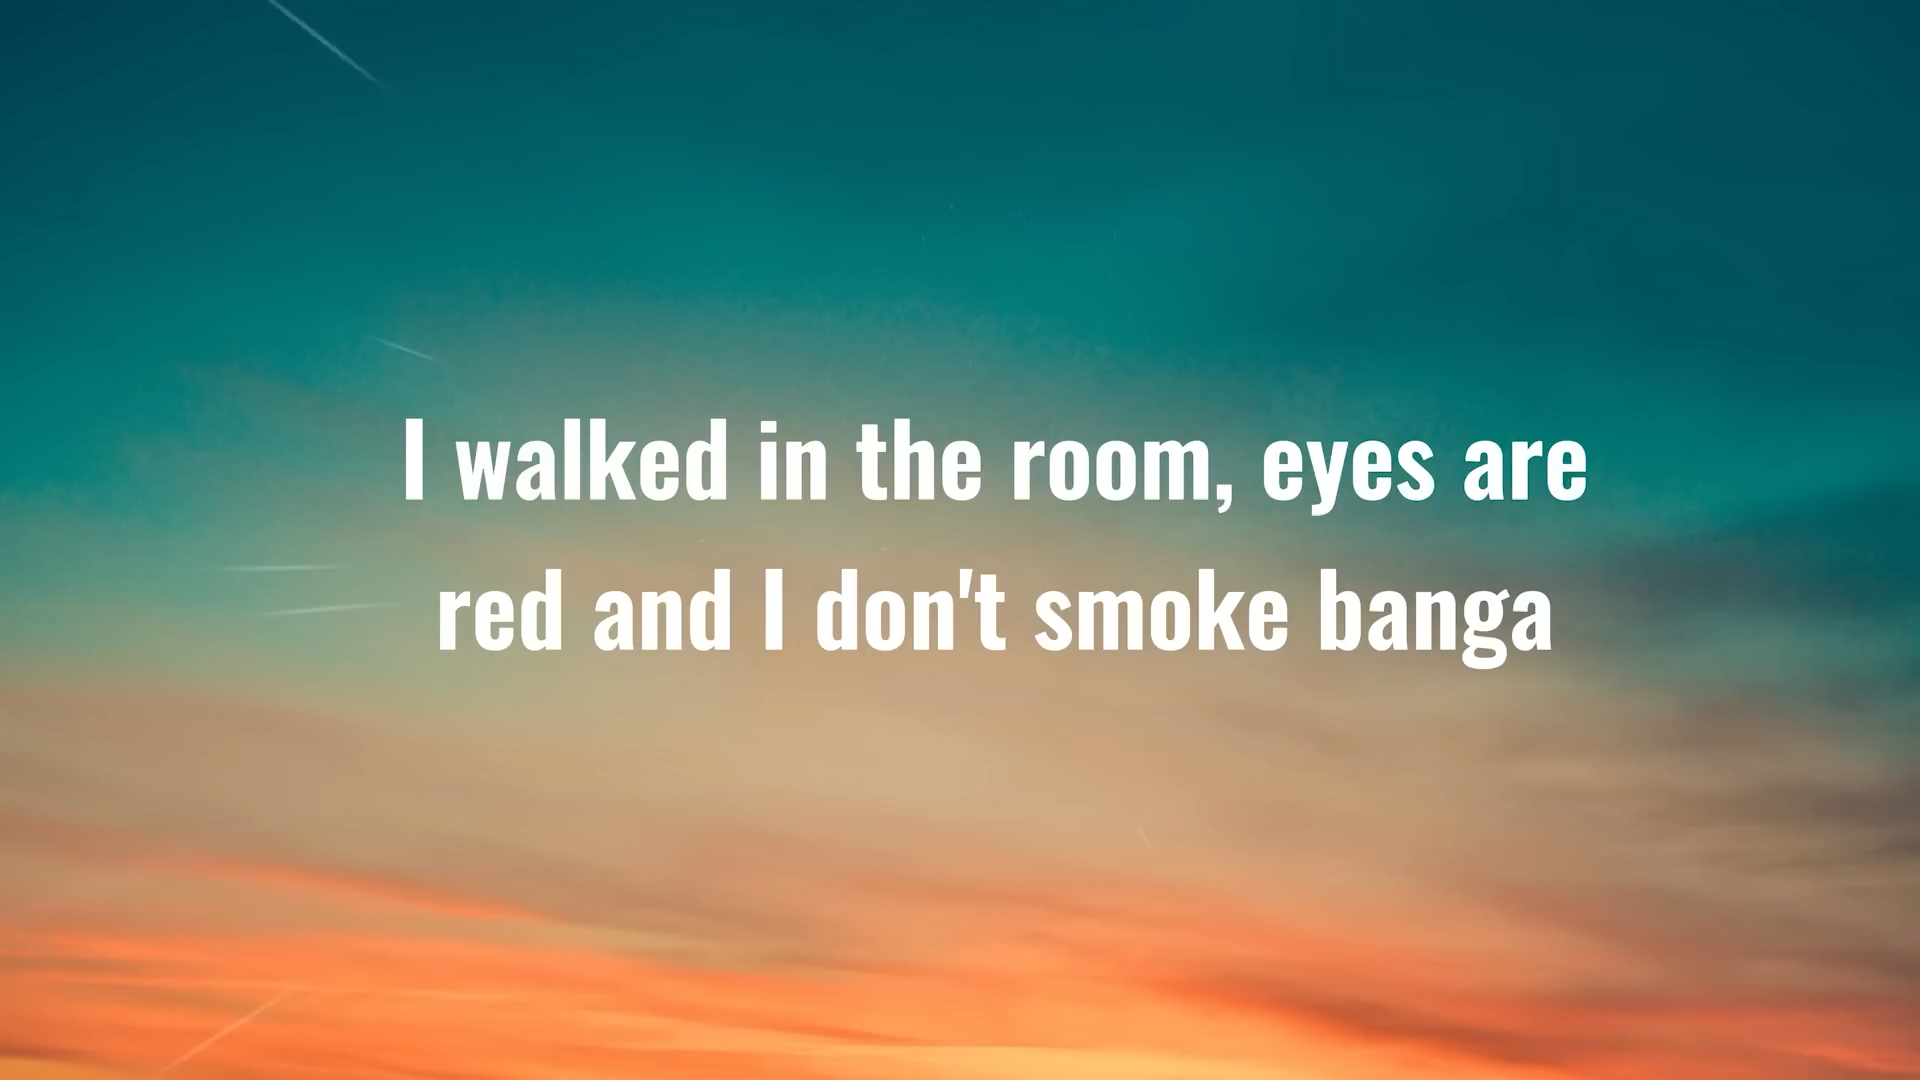 I walked in the room, eyes are
red and I don't smoke banga